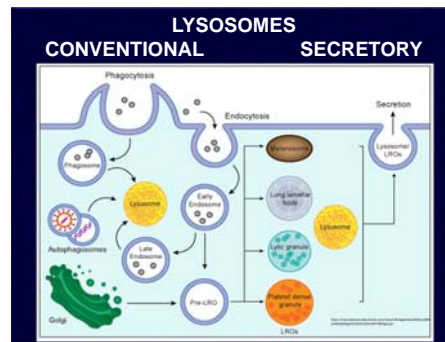 LYSOSOMES
CONVENTIONAL SECRETORY
Phagocytosis
Endocytosis
Secretion
Phagosome
Melanosome
Lysosome/
LROs
Lysosome
Early
Endosome
Lung lamellar
body
Lysosome
Autophagosomes
Late
Endosome
Lytic granule
Golgi
Pre-LRO
Platelet dense
granule
LROs